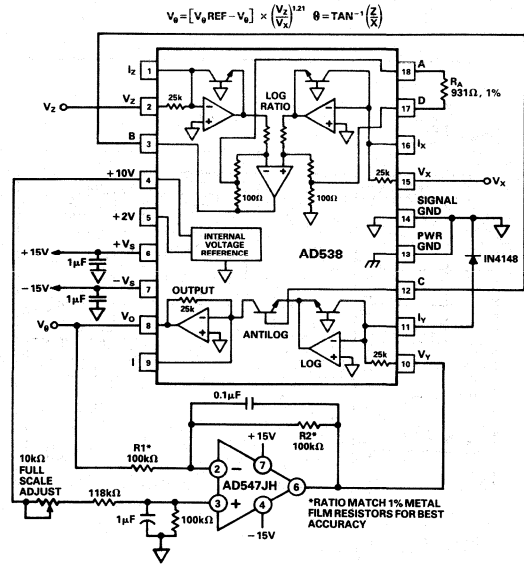 Vθ = [Vθ REF – Vθ] × (VZ/VX)^1.21 θ = TAN⁻¹ (Z/X)
1
IZ
LOG RATIO
A
18
RA
931Ω, 1%
VZ
2
VZ
25k
D
17
B
3
IX
16
+10V
4
100Ω
100Ω
25k
VX
15
VX
+2V
5
INTERNAL VOLTAGE REFERENCE
AD538
SIGNAL GND
14
PWR GND
13
+15V
+VS
6
1µF
IN4148
–15V
–VS
7
1µF
C
12
OUTPUT
25k
ANTILOG
Vθ
VO
8
IY
11
I
9
LOG
25k
VY
10
0.1µF
R1*
100kΩ
R2*
100kΩ
+15V
10kΩ
FULL
SCALE
ADJUST
118kΩ
2
–
7
AD547JH
6
3
+
4
–15V
1µF
100kΩ
*RATIO MATCH 1% METAL
FILM RESISTORS FOR BEST
ACCURACY